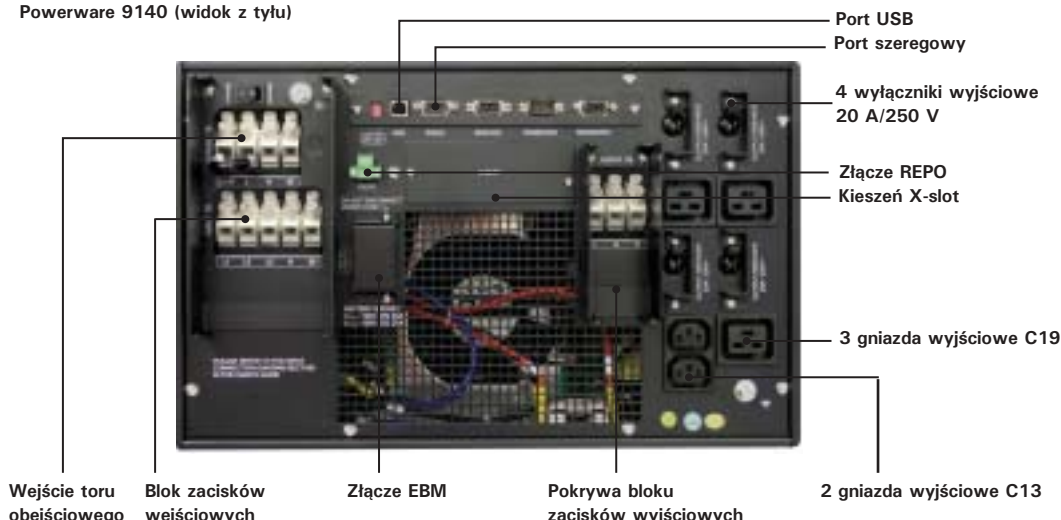 Powerware 9140 (widok z tyłu)
Port USB
Port szeregowy
4 wyłączniki wyjściowe
20 A/250 V
Złącze REPO
Kieszeń X-slot
3 gniazda wyjściowe C19
2 gniazda wyjściowe C13
Wejście toru
obejściowego
Blok zacisków
wejściowych
Złącze EBM
Pokrywa bloku
zacisków wyjściowych